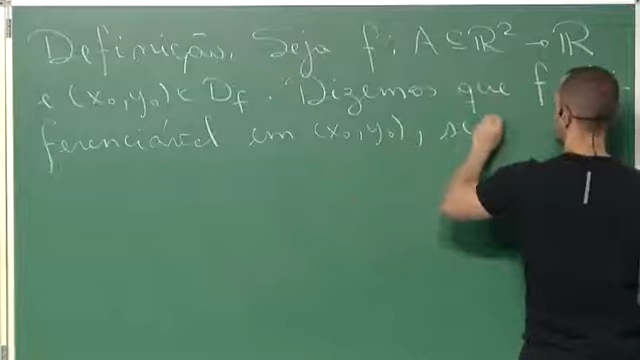 Definição. Seja f: A ⊆ ℝ² → ℝ
e (x₀,y₀) ∈ D_f. Dizemos que f
ferenciável em (x₀,y₀), se